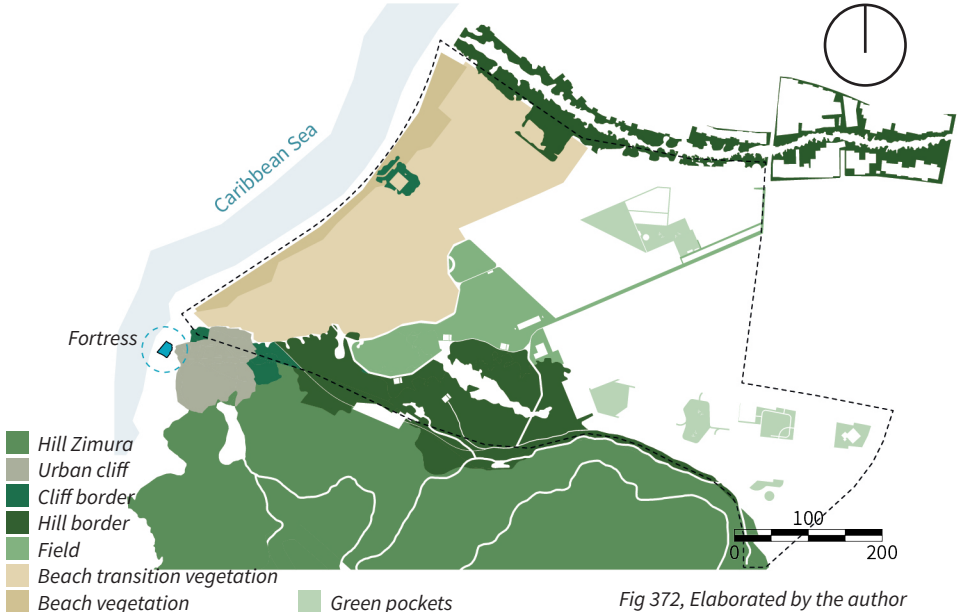 Caribbean Sea
Fortress
Hill Zimura
Urban cliff
Cliff border
Hill border
Field
Beach transition vegetation
Beach vegetation
Green pockets
100
0
200
Fig 372, Elaborated by the author